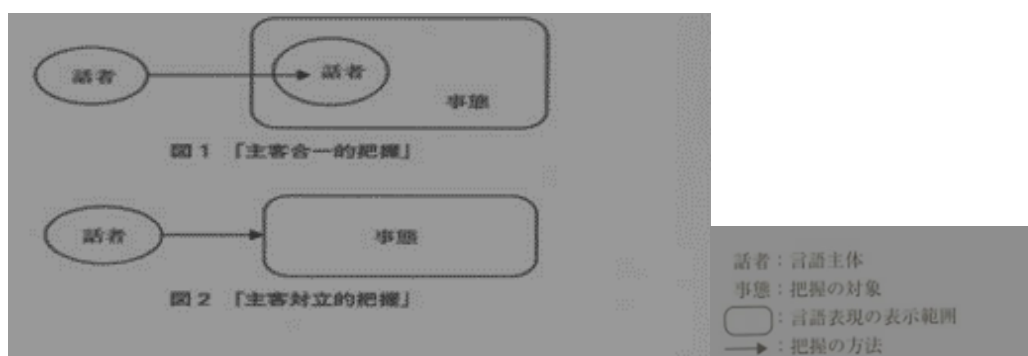 話者
話者
事態
図1 「主客合一的把握」
話者
事態
図2 「主客対立的把握」
話者：言語主体
事態：把握の対象
：言語表現の表示範囲
：把握の方法